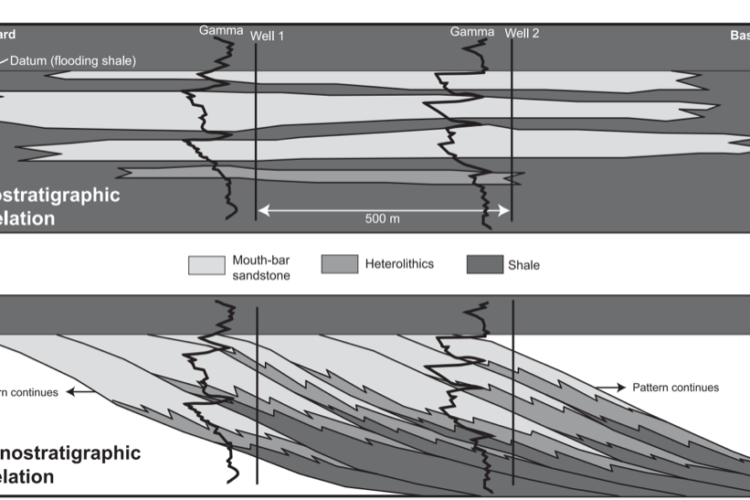 ard
Gamma
Well 1
Gamma
Well 2
Bas
Datum (flooding shale)
ostratigraphic
elation
500 m
Mouth-bar
sandstone
Heterolithics
Shale
rn continues
Pattern continues
nostratigraphic
elation